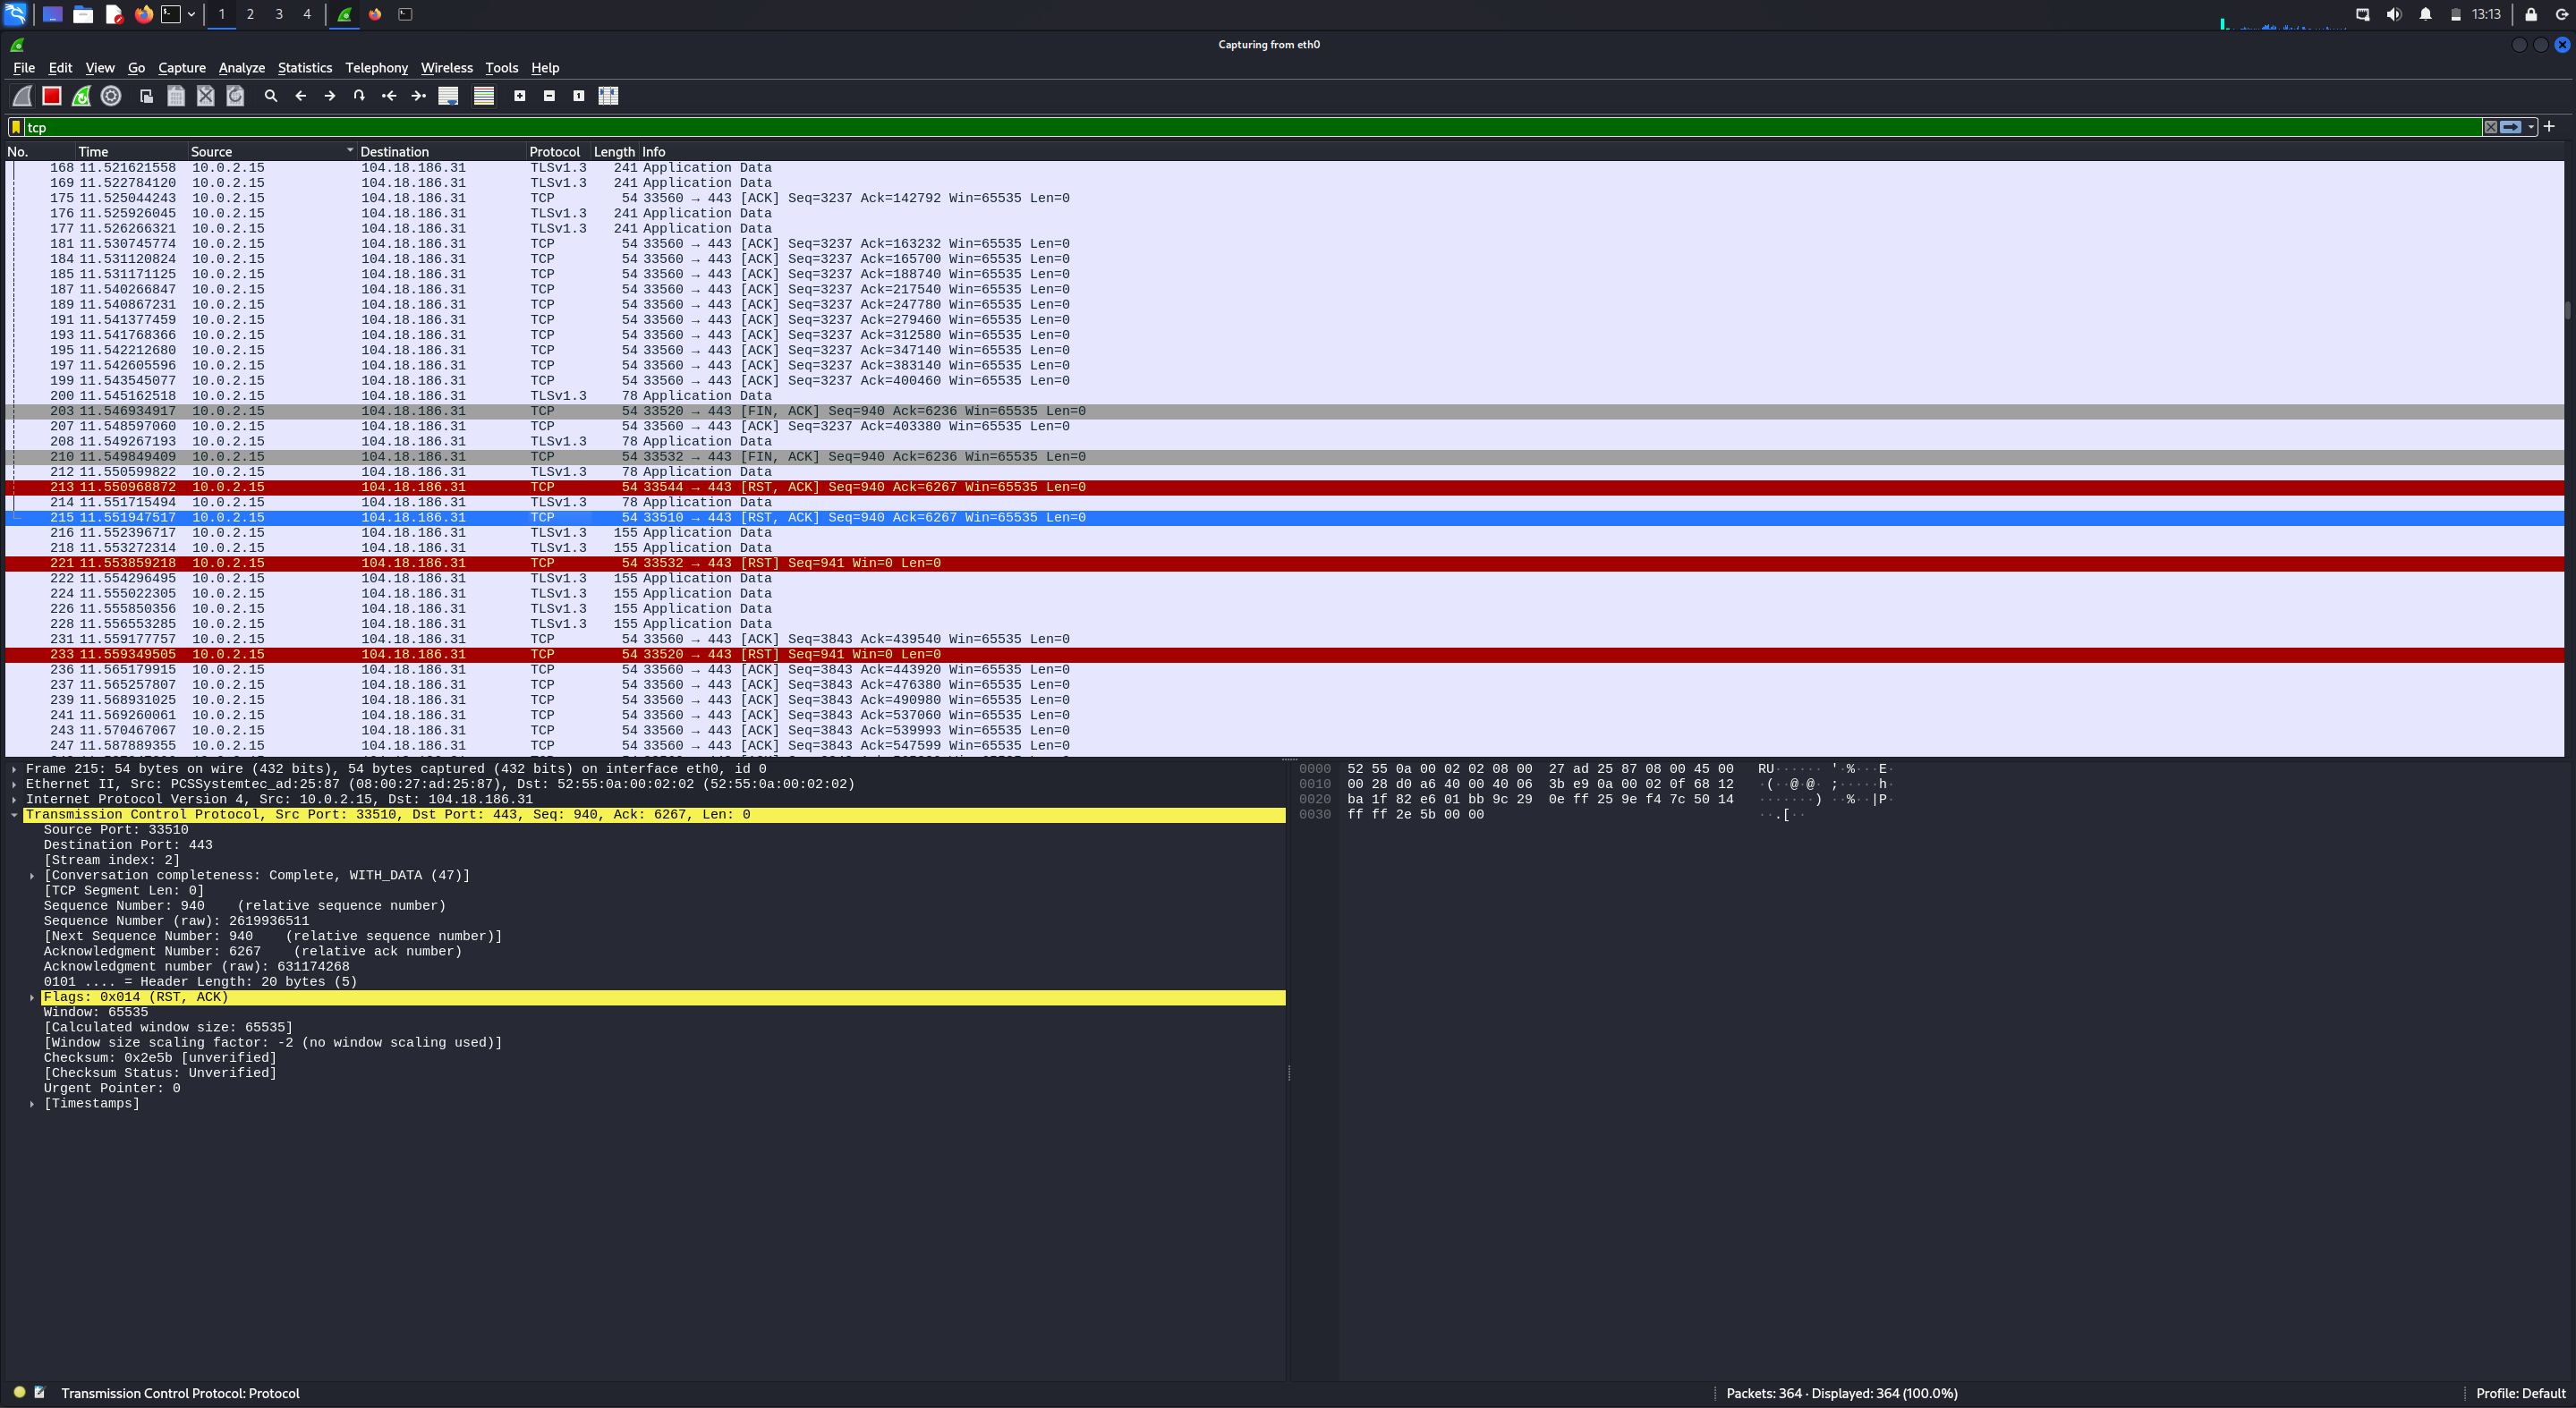 1 2 3 4 13:13
Capturing from eth0
File Edit View Go Capture Analyze Statistics Telephony Wireless Tools Help
tcp
No. Time Source Destination Protocol Length Info
168 11.521621558 10.0.2.15 104.18.186.31 TLSv1.3 241 Application Data
169 11.522784120 10.0.2.15 104.18.186.31 TLSv1.3 241 Application Data
175 11.525044243 10.0.2.15 104.18.186.31 TCP 54 33560 → 443 [ACK] Seq=3237 Ack=142792 Win=65535 Len=0
176 11.525926045 10.0.2.15 104.18.186.31 TLSv1.3 241 Application Data
177 11.526266321 10.0.2.15 104.18.186.31 TLSv1.3 241 Application Data
181 11.530745774 10.0.2.15 104.18.186.31 TCP 54 33560 → 443 [ACK] Seq=3237 Ack=163232 Win=65535 Len=0
184 11.531120824 10.0.2.15 104.18.186.31 TCP 54 33560 → 443 [ACK] Seq=3237 Ack=165700 Win=65535 Len=0
185 11.531171125 10.0.2.15 104.18.186.31 TCP 54 33560 → 443 [ACK] Seq=3237 Ack=188740 Win=65535 Len=0
187 11.540266847 10.0.2.15 104.18.186.31 TCP 54 33560 → 443 [ACK] Seq=3237 Ack=217540 Win=65535 Len=0
189 11.540867231 10.0.2.15 104.18.186.31 TCP 54 33560 → 443 [ACK] Seq=3237 Ack=247780 Win=65535 Len=0
191 11.541377459 10.0.2.15 104.18.186.31 TCP 54 33560 → 443 [ACK] Seq=3237 Ack=279460 Win=65535 Len=0
193 11.541768366 10.0.2.15 104.18.186.31 TCP 54 33560 → 443 [ACK] Seq=3237 Ack=312580 Win=65535 Len=0
195 11.542212680 10.0.2.15 104.18.186.31 TCP 54 33560 → 443 [ACK] Seq=3237 Ack=347140 Win=65535 Len=0
197 11.542605596 10.0.2.15 104.18.186.31 TCP 54 33560 → 443 [ACK] Seq=3237 Ack=383140 Win=65535 Len=0
199 11.543545077 10.0.2.15 104.18.186.31 TCP 54 33560 → 443 [ACK] Seq=3237 Ack=400460 Win=65535 Len=0
200 11.545162518 10.0.2.15 104.18.186.31 TLSv1.3 78 Application Data
203 11.546934917 10.0.2.15 104.18.186.31 TCP 54 33520 → 443 [FIN, ACK] Seq=940 Ack=6236 Win=65535 Len=0
207 11.548597060 10.0.2.15 104.18.186.31 TCP 54 33560 → 443 [ACK] Seq=3237 Ack=403380 Win=65535 Len=0
208 11.549267193 10.0.2.15 104.18.186.31 TLSv1.3 78 Application Data
210 11.549849409 10.0.2.15 104.18.186.31 TCP 54 33532 → 443 [FIN, ACK] Seq=940 Ack=6236 Win=65535 Len=0
212 11.550599822 10.0.2.15 104.18.186.31 TLSv1.3 78 Application Data
213 11.550968872 10.0.2.15 104.18.186.31 TCP 54 33544 → 443 [RST, ACK] Seq=940 Ack=6267 Win=65535 Len=0
214 11.551715494 10.0.2.15 104.18.186.31 TLSv1.3 78 Application Data
215 11.551947517 10.0.2.15 104.18.186.31 TCP 54 33510 → 443 [RST, ACK] Seq=940 Ack=6267 Win=65535 Len=0
216 11.552396717 10.0.2.15 104.18.186.31 TLSv1.3 155 Application Data
218 11.553272314 10.0.2.15 104.18.186.31 TLSv1.3 155 Application Data
221 11.553859218 10.0.2.15 104.18.186.31 TCP 54 33532 → 443 [RST] Seq=941 Win=0 Len=0
222 11.554296495 10.0.2.15 104.18.186.31 TLSv1.3 155 Application Data
224 11.555022305 10.0.2.15 104.18.186.31 TLSv1.3 155 Application Data
226 11.555850356 10.0.2.15 104.18.186.31 TLSv1.3 155 Application Data
228 11.556553285 10.0.2.15 104.18.186.31 TLSv1.3 155 Application Data
231 11.559177757 10.0.2.15 104.18.186.31 TCP 54 33560 → 443 [ACK] Seq=3843 Ack=439540 Win=65535 Len=0
233 11.559349505 10.0.2.15 104.18.186.31 TCP 54 33520 → 443 [RST] Seq=941 Win=0 Len=0
236 11.565179915 10.0.2.15 104.18.186.31 TCP 54 33560 → 443 [ACK] Seq=3843 Ack=443920 Win=65535 Len=0
237 11.565257807 10.0.2.15 104.18.186.31 TCP 54 33560 → 443 [ACK] Seq=3843 Ack=476380 Win=65535 Len=0
239 11.568931025 10.0.2.15 104.18.186.31 TCP 54 33560 → 443 [ACK] Seq=3843 Ack=490980 Win=65535 Len=0
241 11.569260061 10.0.2.15 104.18.186.31 TCP 54 33560 → 443 [ACK] Seq=3843 Ack=537060 Win=65535 Len=0
243 11.570467067 10.0.2.15 104.18.186.31 TCP 54 33560 → 443 [ACK] Seq=3843 Ack=539993 Win=65535 Len=0
247 11.587889355 10.0.2.15 104.18.186.31 TCP 54 33560 → 443 [ACK] Seq=3843 Ack=547599 Win=65535 Len=0
Frame 215: 54 bytes on wire (432 bits), 54 bytes captured (432 bits) on interface eth0, id 0
Ethernet II, Src: PCSSystemtec_ad:25:87 (08:00:27:ad:25:87), Dst: 52:55:0a:00:02:02 (52:55:0a:00:02:02)
Internet Protocol Version 4, Src: 10.0.2.15, Dst: 104.18.186.31
Transmission Control Protocol, Src Port: 33510, Dst Port: 443, Seq: 940, Ack: 6267, Len: 0
Source Port: 33510
Destination Port: 443
[Stream index: 2]
[Conversation completeness: Complete, WITH_DATA (47)]
[TCP Segment Len: 0]
Sequence Number: 940 (relative sequence number)
Sequence Number (raw): 2619936511
[Next Sequence Number: 940 (relative sequence number)]
Acknowledgment Number: 6267 (relative ack number)
Acknowledgment number (raw): 631174268
0101 .... = Header Length: 20 bytes (5)
Flags: 0x014 (RST, ACK)
Window: 65535
[Calculated window size: 65535]
[Window size scaling factor: -2 (no window scaling used)]
Checksum: 0x2e5b [unverified]
[Checksum Status: Unverified]
Urgent Pointer: 0
[Timestamps]
0000 52 55 0a 00 02 02 08 00 27 ad 25 87 08 00 45 00 RU······ '·%···E·
0010 00 28 d0 a6 40 00 40 06 3b e9 0a 00 02 0f 68 12 ·(··@·@· ;·····h·
0020 ba 1f 82 e6 01 bb 9c 29 0e ff 25 9e f4 7c 50 14 ·······) ··%··|P·
0030 ff ff 2e 5b 00 00 ··.[··
Transmission Control Protocol: Protocol
Packets: 364 · Displayed: 364 (100.0%)
Profile: Default